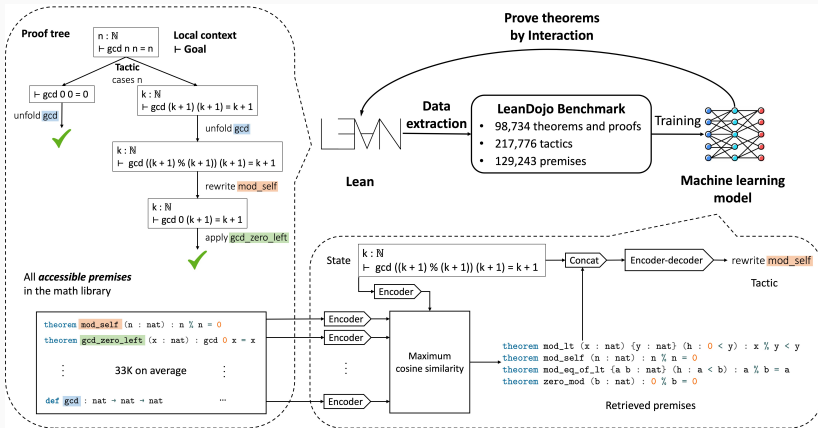 Proof tree
n : ℕ
⊢ gcd n n = n
Local context
⊢ Goal
Tactic
cases n
⊢ gcd 0 0 = 0
k : ℕ
⊢ gcd (k + 1) (k + 1) = k + 1
unfold gcd
unfold gcd
k : ℕ
⊢ gcd ((k + 1) % (k + 1)) (k + 1) = k + 1
rewrite mod_self
k : ℕ
⊢ gcd 0 (k + 1) = k + 1
apply gcd_zero_left
All accessible premises
in the math library
theorem mod_self (n : nat) : n % n = 0
theorem gcd_zero_left (x : nat) : gcd 0 x = x
33K on average
def gcd : nat → nat → nat
...
Prove theorems
by Interaction
LEAN
Lean
Data
extraction
LeanDojo Benchmark
• 98,734 theorems and proofs
• 217,776 tactics
• 129,243 premises
Training
Machine learning
model
State
k : ℕ
⊢ gcd ((k + 1) % (k + 1)) (k + 1) = k + 1
Concat
Encoder-decoder
rewrite mod_self
Tactic
Encoder
Encoder
Encoder
Encoder
Maximum
cosine similarity
theorem mod_lt (x : nat) {y : nat} (h : 0 < y) : x % y < y
theorem mod_self (n : nat) : n % n = 0
theorem mod_eq_of_lt {a b : nat} (h : a < b) : a % b = a
theorem zero_mod (b : nat) : 0 % b = 0
Retrieved premises